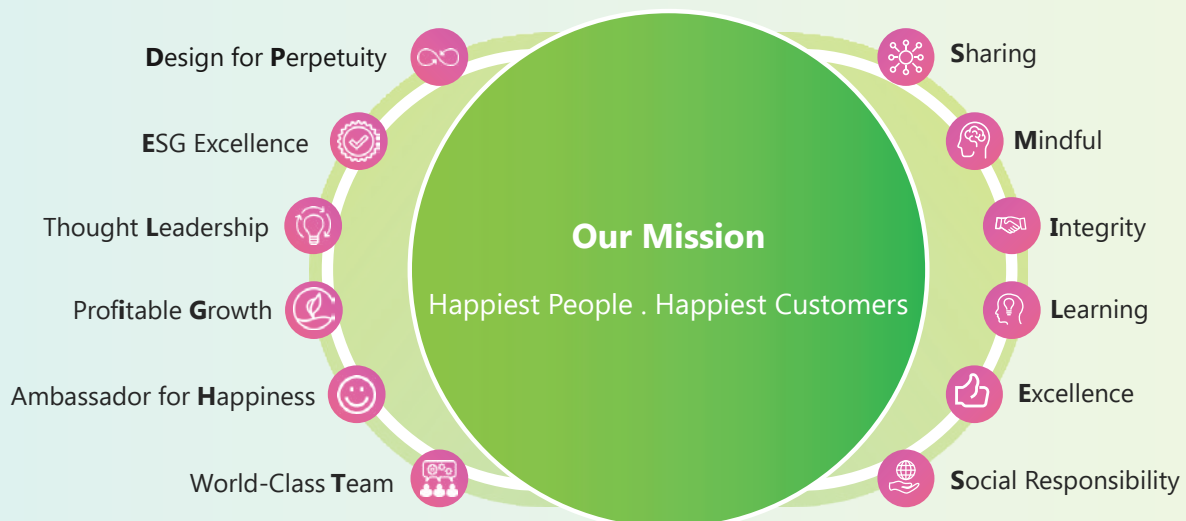 Design for Perpetuity
ESG Excellence
Thought Leadership
Profitable Growth
Ambassador for Happiness
World-Class Team
Our Mission
Happiest People . Happiest Customers
Sharing
Mindful
Integrity
Learning
Excellence
Social Responsibility